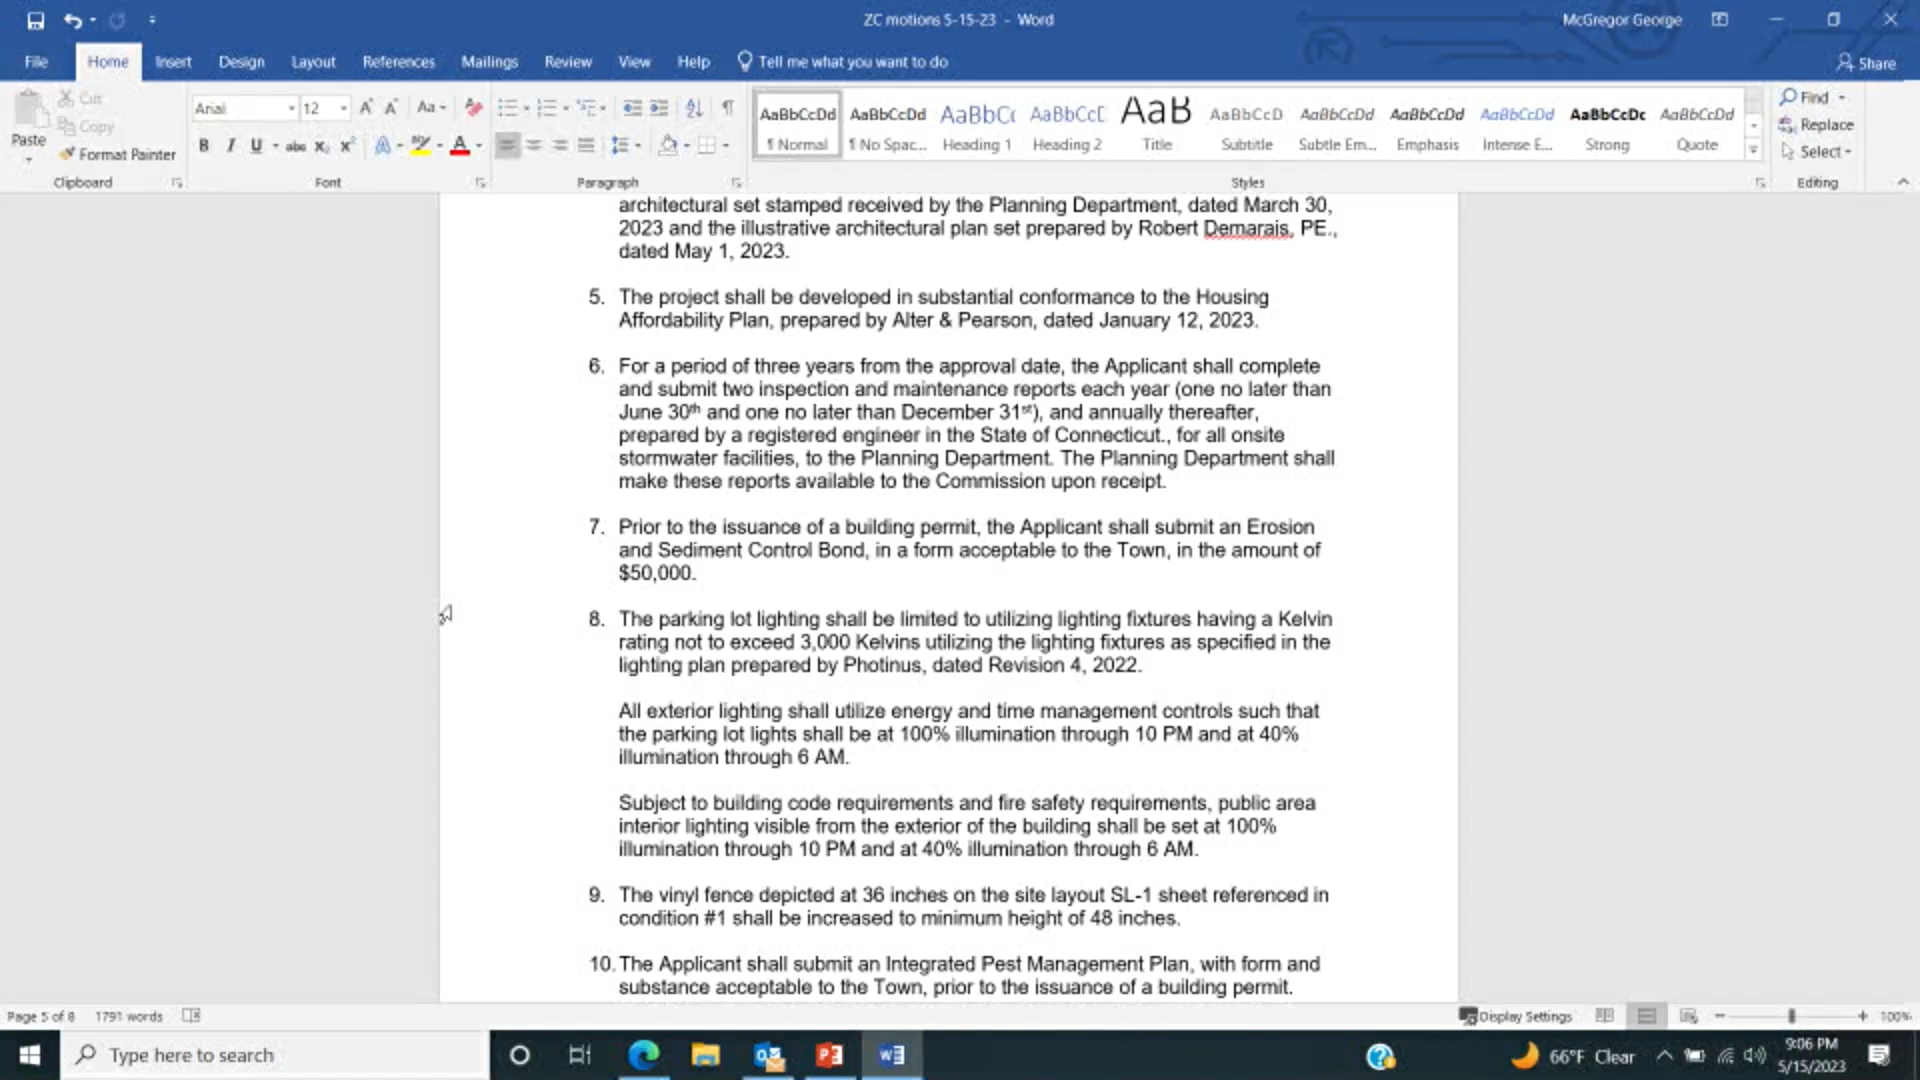 ZC motions 5-15-23 - Word
McGregor George
File Home Insert Design Layout References Mailings Review View Help Tell me what you want to do Share
Paste Cut
Copy
Format Painter
Clipboard
Arial 12
Font
Paragraph
AaBbCcDd ¶ Normal
AaBbCcDd ¶ No Spac...
AaBbCc Heading 1
AaBbCcD Heading 2
AaB Title
AaBbCcD Subtitle
AaBbCcDd Subtle Em...
AaBbCcDd Emphasis
AaBbCcDd Intense E...
AaBbCcDc Strong
AaBbCcDd Quote
Styles
Find
Replace
Select
Editing
architectural set stamped received by the Planning Department, dated March 30,
2023 and the illustrative architectural plan set prepared by Robert Demarais, PE.,
dated May 1, 2023.
5. The project shall be developed in substantial conformance to the Housing
Affordability Plan, prepared by Alter & Pearson, dated January 12, 2023.
6. For a period of three years from the approval date, the Applicant shall complete
and submit two inspection and maintenance reports each year (one no later than
June 30th and one no later than December 31st), and annually thereafter,
prepared by a registered engineer in the State of Connecticut., for all onsite
stormwater facilities, to the Planning Department. The Planning Department shall
make these reports available to the Commission upon receipt.
7. Prior to the issuance of a building permit, the Applicant shall submit an Erosion
and Sediment Control Bond, in a form acceptable to the Town, in the amount of
$50,000.
8. The parking lot lighting shall be limited to utilizing lighting fixtures having a Kelvin
rating not to exceed 3,000 Kelvins utilizing the lighting fixtures as specified in the
lighting plan prepared by Photinus, dated Revision 4, 2022.
All exterior lighting shall utilize energy and time management controls such that
the parking lot lights shall be at 100% illumination through 10 PM and at 40%
illumination through 6 AM.
Subject to building code requirements and fire safety requirements, public area
interior lighting visible from the exterior of the building shall be set at 100%
illumination through 10 PM and at 40% illumination through 6 AM.
9. The vinyl fence depicted at 36 inches on the site layout SL-1 sheet referenced in
condition #1 shall be increased to minimum height of 48 inches.
10. The Applicant shall submit an Integrated Pest Management Plan, with form and
substance acceptable to the Town, prior to the issuance of a building permit.
Page 5 of 8 1791 words Display Settings 100%
Type here to search
66°F Clear
9:06 PM
5/15/2023